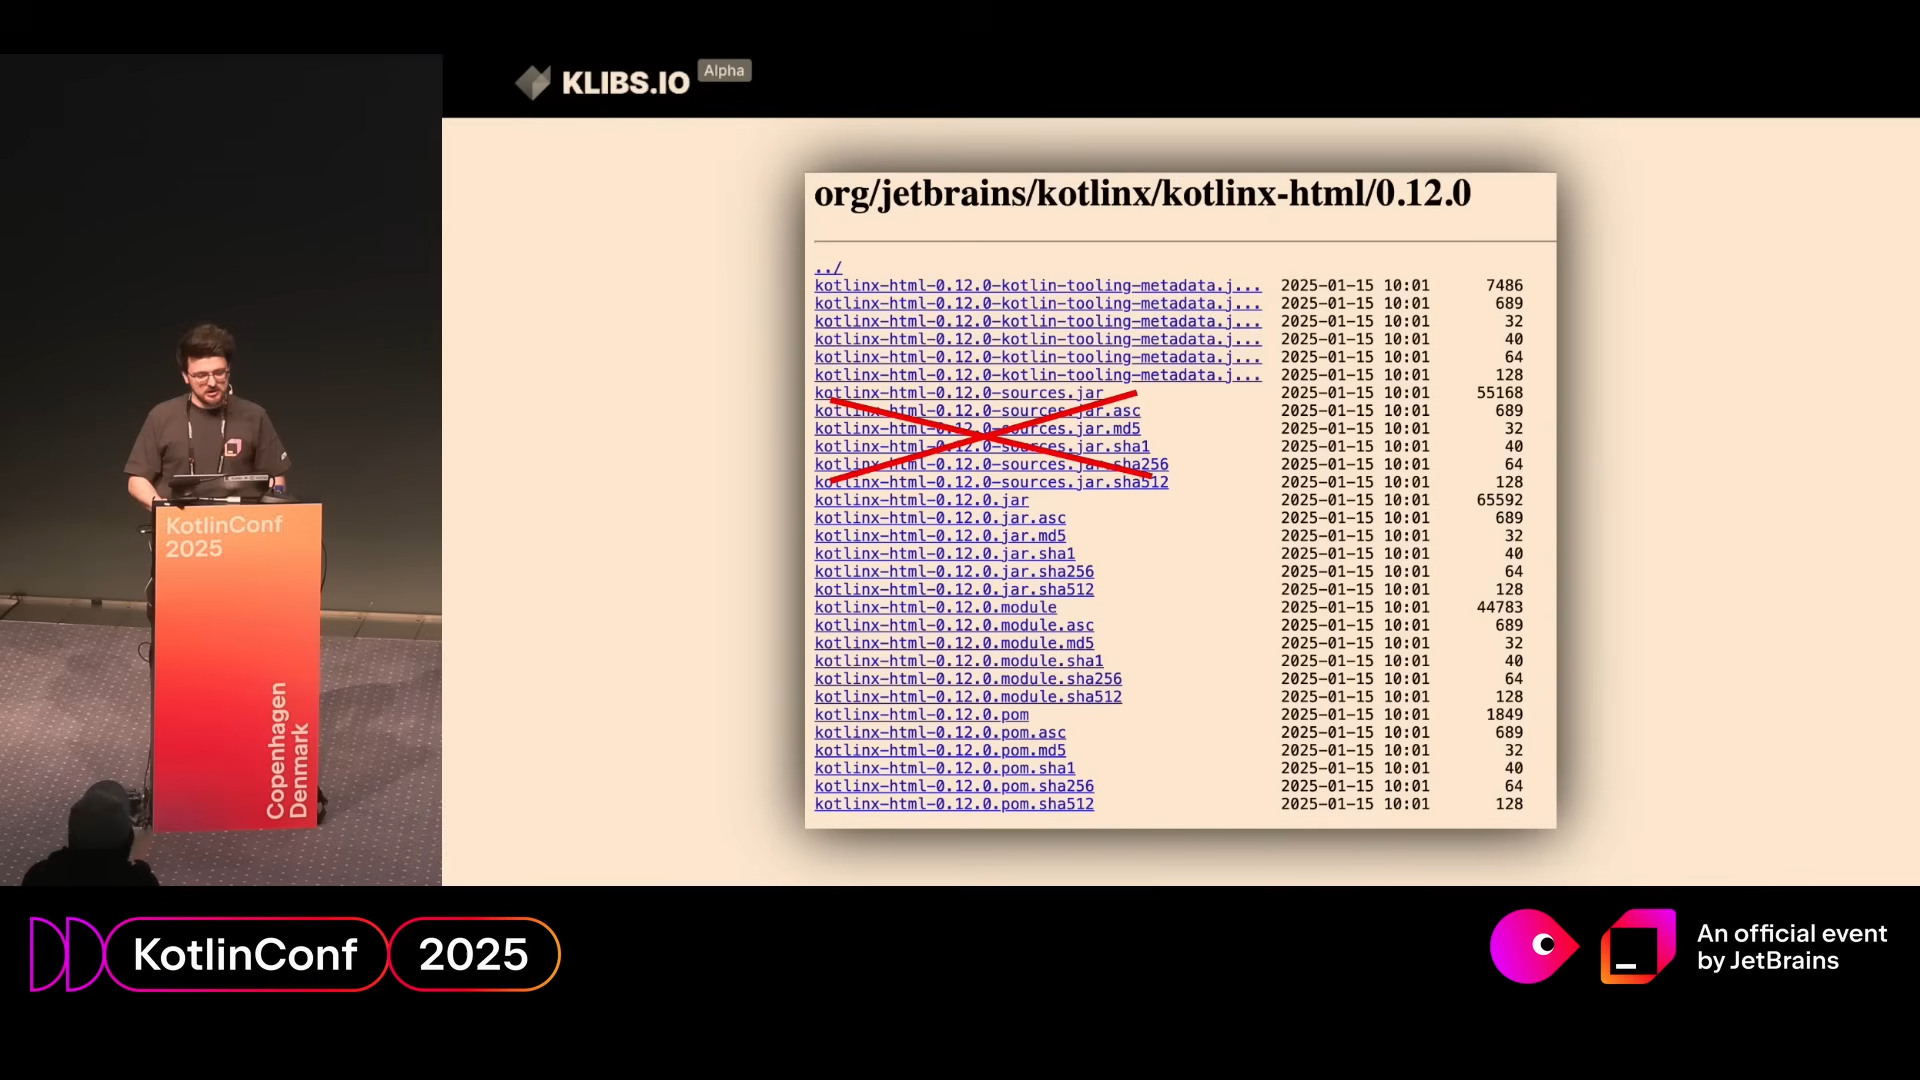 KLIBS.IO Alpha
org/jetbrains/kotlinx/kotlinx-html/0.12.0
../
kotlinx-html-0.12.0-kotlin-tooling-metadata.j... 2025-01-15 10:01 7486
kotlinx-html-0.12.0-kotlin-tooling-metadata.j... 2025-01-15 10:01 689
kotlinx-html-0.12.0-kotlin-tooling-metadata.j... 2025-01-15 10:01 32
kotlinx-html-0.12.0-kotlin-tooling-metadata.j... 2025-01-15 10:01 40
kotlinx-html-0.12.0-kotlin-tooling-metadata.j... 2025-01-15 10:01 64
kotlinx-html-0.12.0-kotlin-tooling-metadata.j... 2025-01-15 10:01 128
kotlinx-html-0.12.0-sources.jar 2025-01-15 10:01 55168
kotlinx-html-0.12.0-sources.jar.asc 2025-01-15 10:01 689
kotlinx-html-0.12.0-sources.jar.md5 2025-01-15 10:01 32
kotlinx-html-0.12.0-sources.jar.sha1 2025-01-15 10:01 40
kotlinx-html-0.12.0-sources.jar.sha256 2025-01-15 10:01 64
kotlinx-html-0.12.0-sources.jar.sha512 2025-01-15 10:01 128
kotlinx-html-0.12.0.jar 2025-01-15 10:01 65592
kotlinx-html-0.12.0.jar.asc 2025-01-15 10:01 689
kotlinx-html-0.12.0.jar.md5 2025-01-15 10:01 32
kotlinx-html-0.12.0.jar.sha1 2025-01-15 10:01 40
kotlinx-html-0.12.0.jar.sha256 2025-01-15 10:01 64
kotlinx-html-0.12.0.jar.sha512 2025-01-15 10:01 128
kotlinx-html-0.12.0.module 2025-01-15 10:01 44783
kotlinx-html-0.12.0.module.asc 2025-01-15 10:01 689
kotlinx-html-0.12.0.module.md5 2025-01-15 10:01 32
kotlinx-html-0.12.0.module.sha1 2025-01-15 10:01 40
kotlinx-html-0.12.0.module.sha256 2025-01-15 10:01 64
kotlinx-html-0.12.0.module.sha512 2025-01-15 10:01 128
kotlinx-html-0.12.0.pom 2025-01-15 10:01 1849
kotlinx-html-0.12.0.pom.asc 2025-01-15 10:01 689
kotlinx-html-0.12.0.pom.md5 2025-01-15 10:01 32
kotlinx-html-0.12.0.pom.sha1 2025-01-15 10:01 40
kotlinx-html-0.12.0.pom.sha256 2025-01-15 10:01 64
kotlinx-html-0.12.0.pom.sha512 2025-01-15 10:01 128
KotlinConf
2025
Copenhagen
Denmark
KotlinConf 2025
An official event
by JetBrains